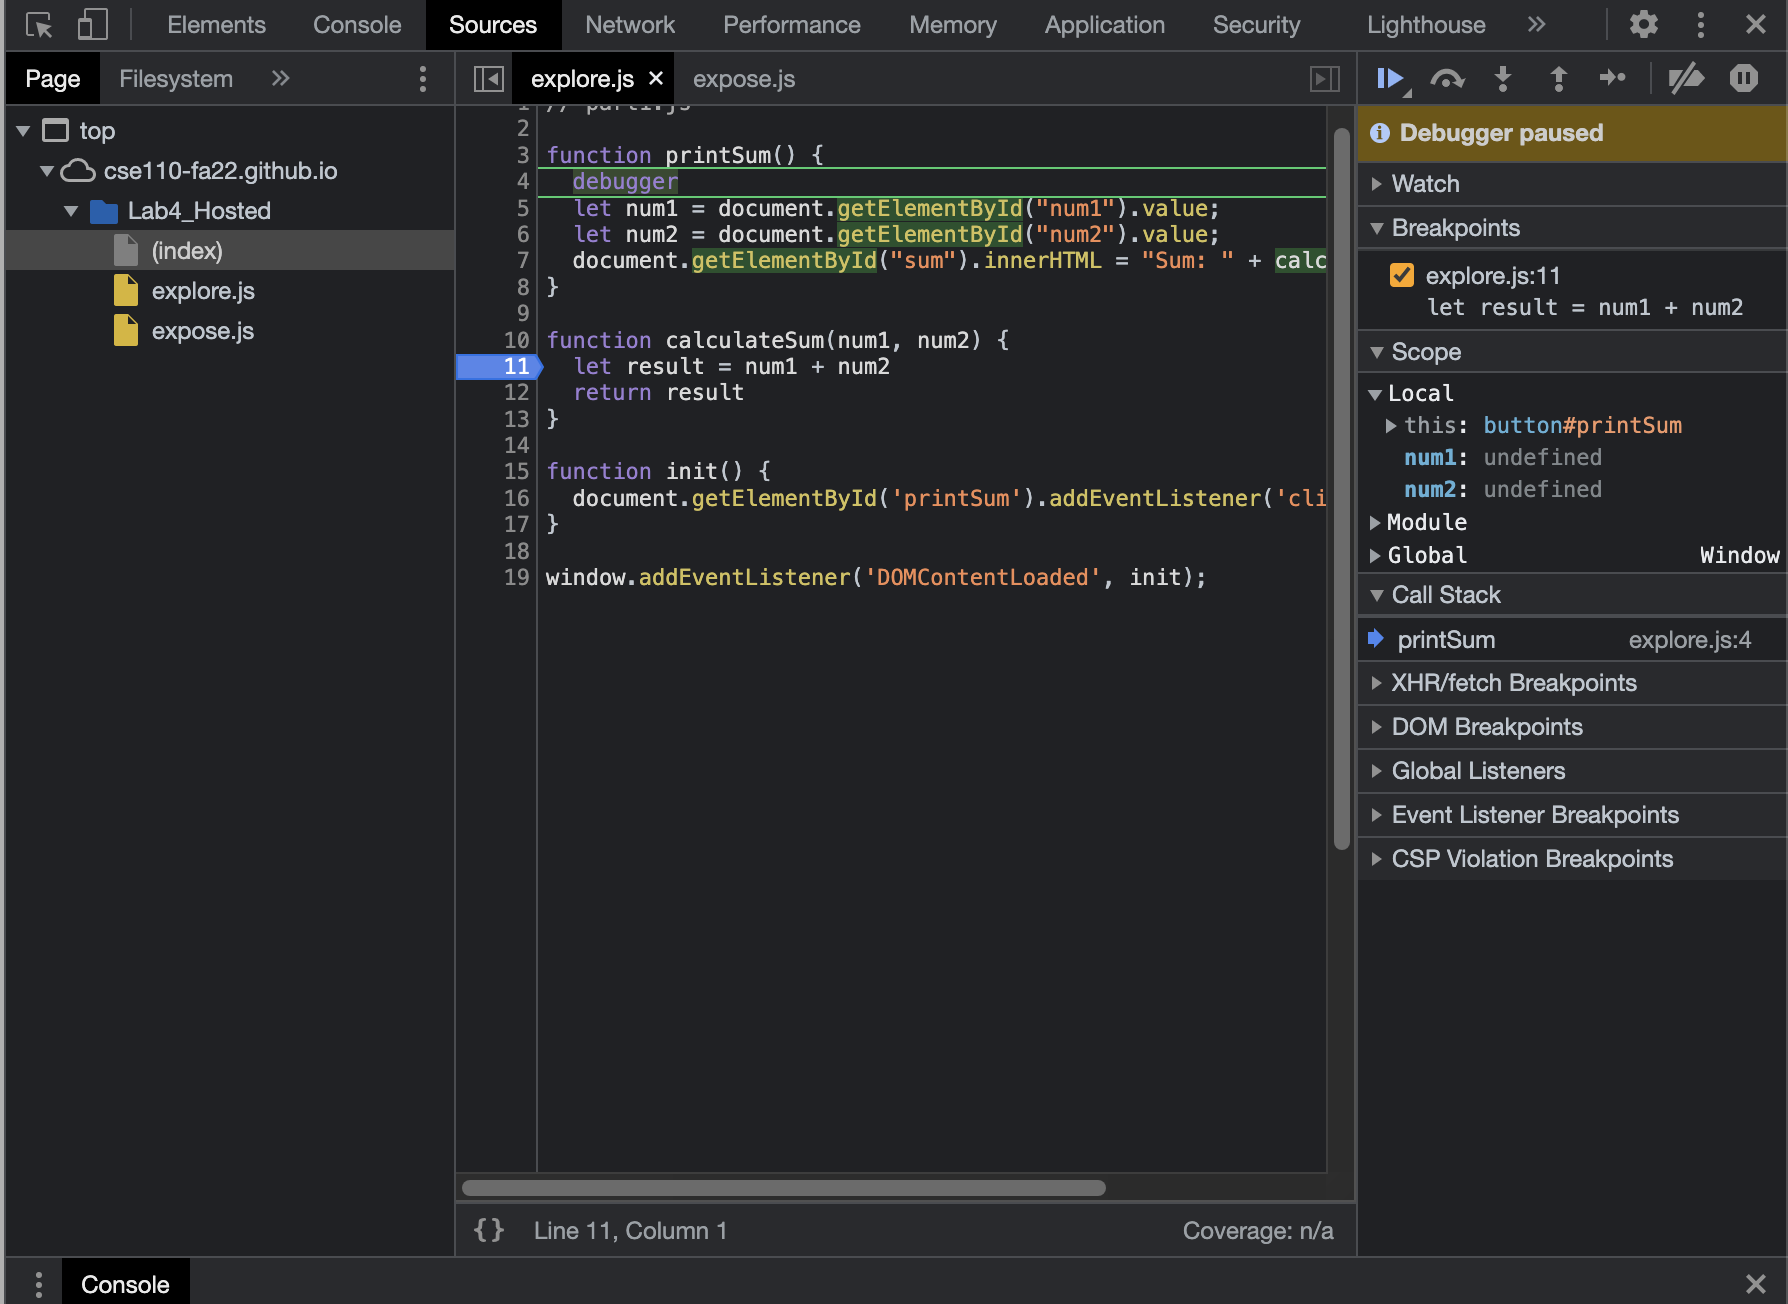 Elements Console Sources Network Performance Memory Application Security Lighthouse
Page Filesystem
top
cse110-fa22.github.io
Lab4_Hosted
(index)
explore.js
expose.js
explore.js expose.js
1 // part1.js
2
3 function printSum() {
4 debugger
5 let num1 = document.getElementById("num1").value;
6 let num2 = document.getElementById("num2").value;
7 document.getElementById("sum").innerHTML = "Sum: " + calc
8 }
9
10 function calculateSum(num1, num2) {
11 let result = num1 + num2
12 return result
13 }
14
15 function init() {
16 document.getElementById('printSum').addEventListener('cli
17 }
18
19 window.addEventListener('DOMContentLoaded', init);
{} Line 11, Column 1 Coverage: n/a
Debugger paused
Watch
Breakpoints
explore.js:11
let result = num1 + num2
Scope
Local
this: button#printSum
num1: undefined
num2: undefined
Module
Global Window
Call Stack
printSum explore.js:4
XHR/fetch Breakpoints
DOM Breakpoints
Global Listeners
Event Listener Breakpoints
CSP Violation Breakpoints
Console